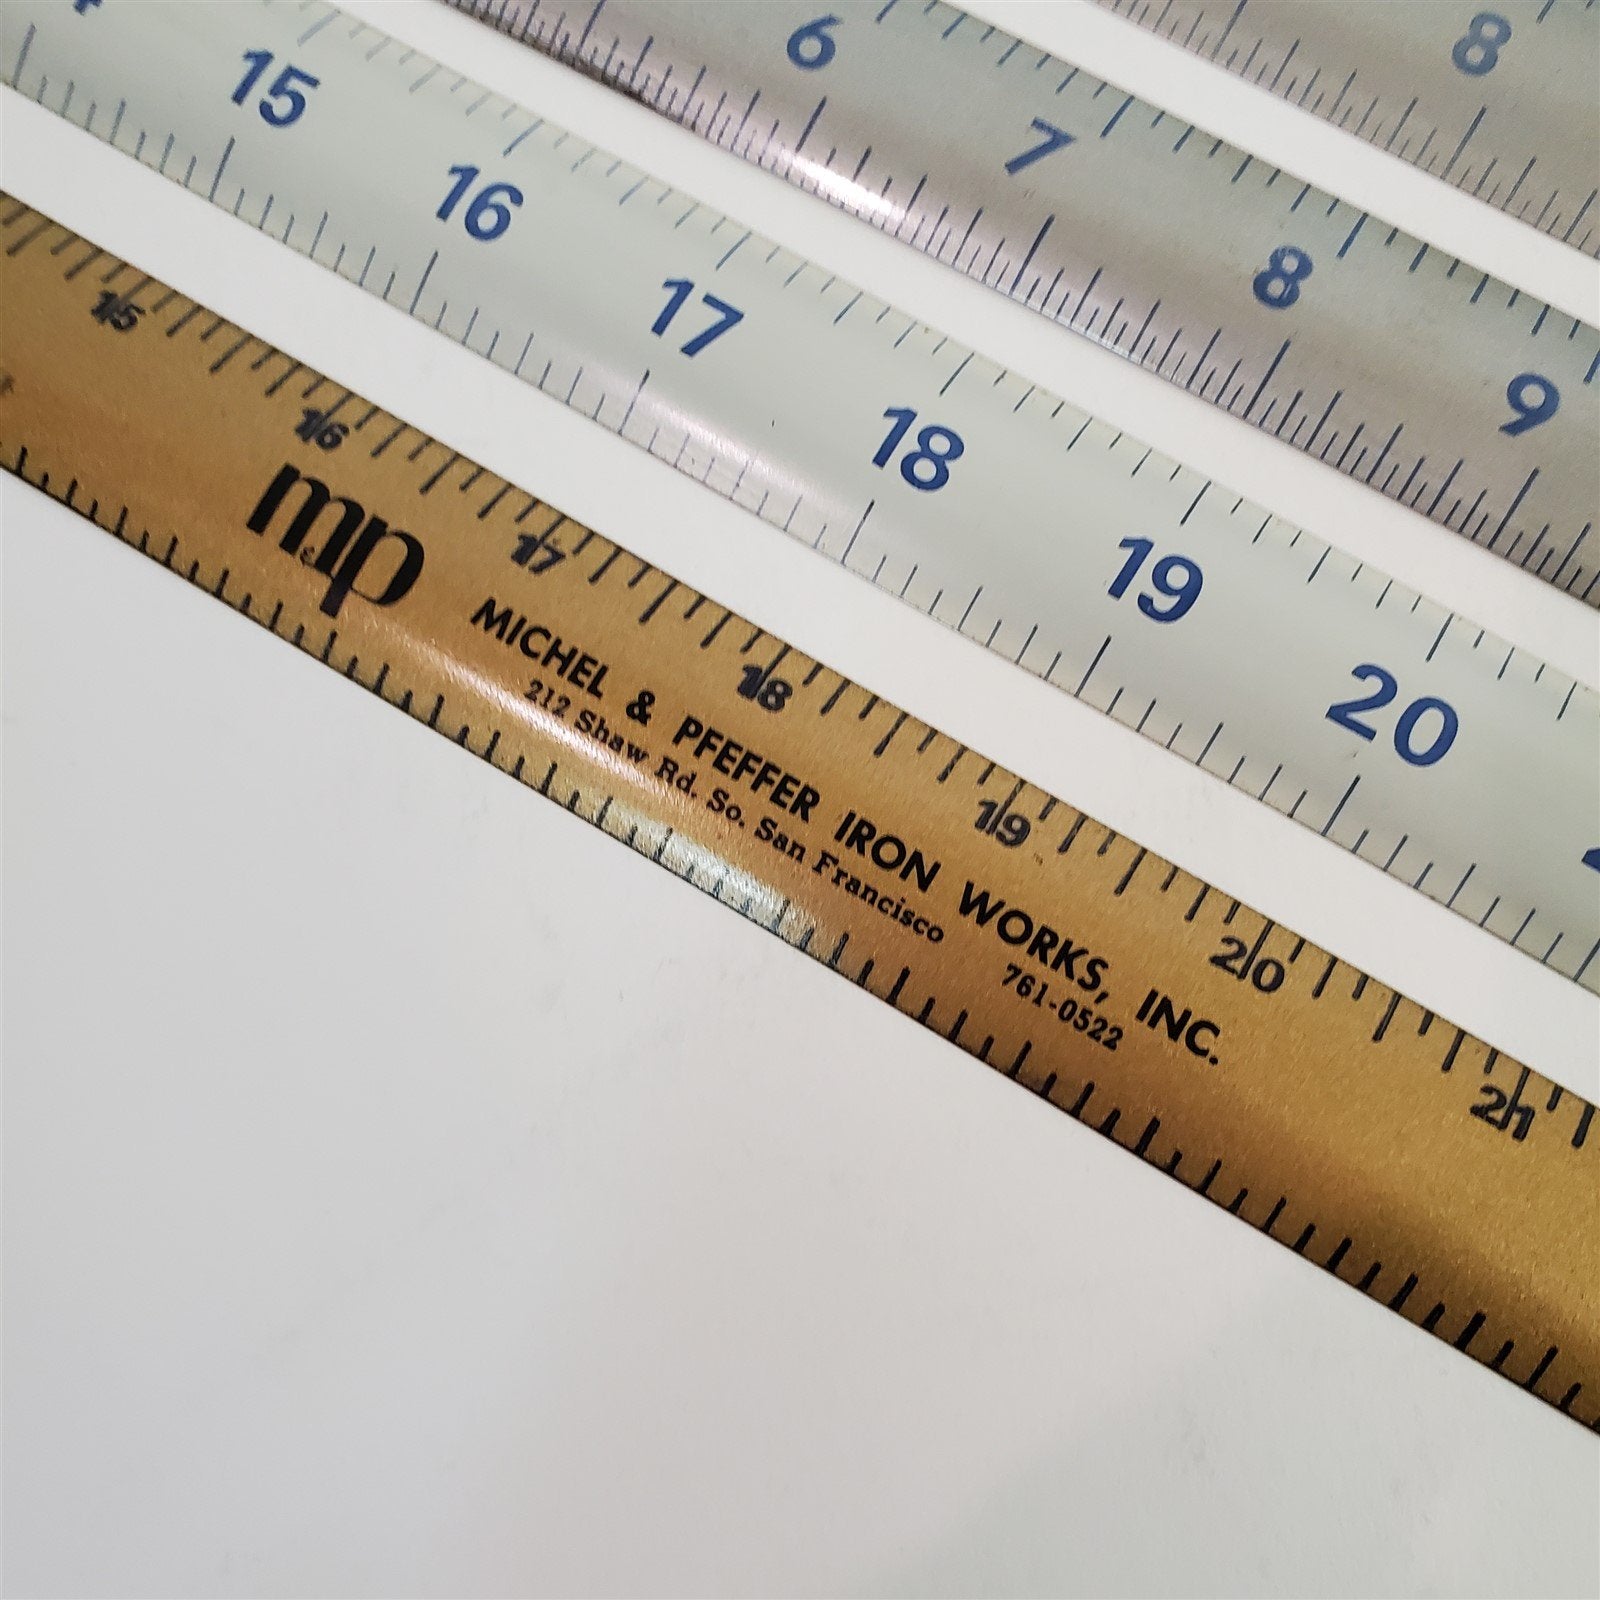 8
6 7 8 9
15 16 17 18 19 20
15 16 17 18 19 20 21
m&p
MICHEL & PFEFFER IRON WORKS, INC.
212 Shaw Rd. So. San Francisco 761-0522